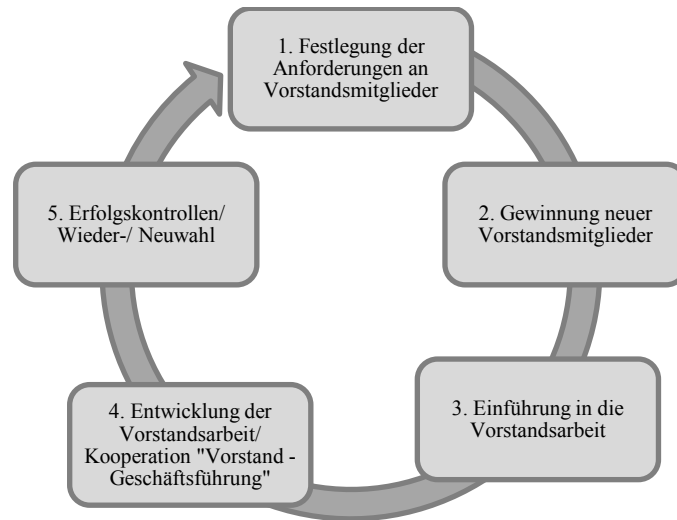 1. Festlegung der
Anforderungen an
Vorstandsmitglieder
2. Gewinnung neuer
Vorstandsmitglieder
3. Einführung in die
Vorstandsarbeit
4. Entwicklung der
Vorstandsarbeit/
Kooperation "Vorstand -
Geschäftsführung"
5. Erfolgskontrollen/
Wieder-/ Neuwahl